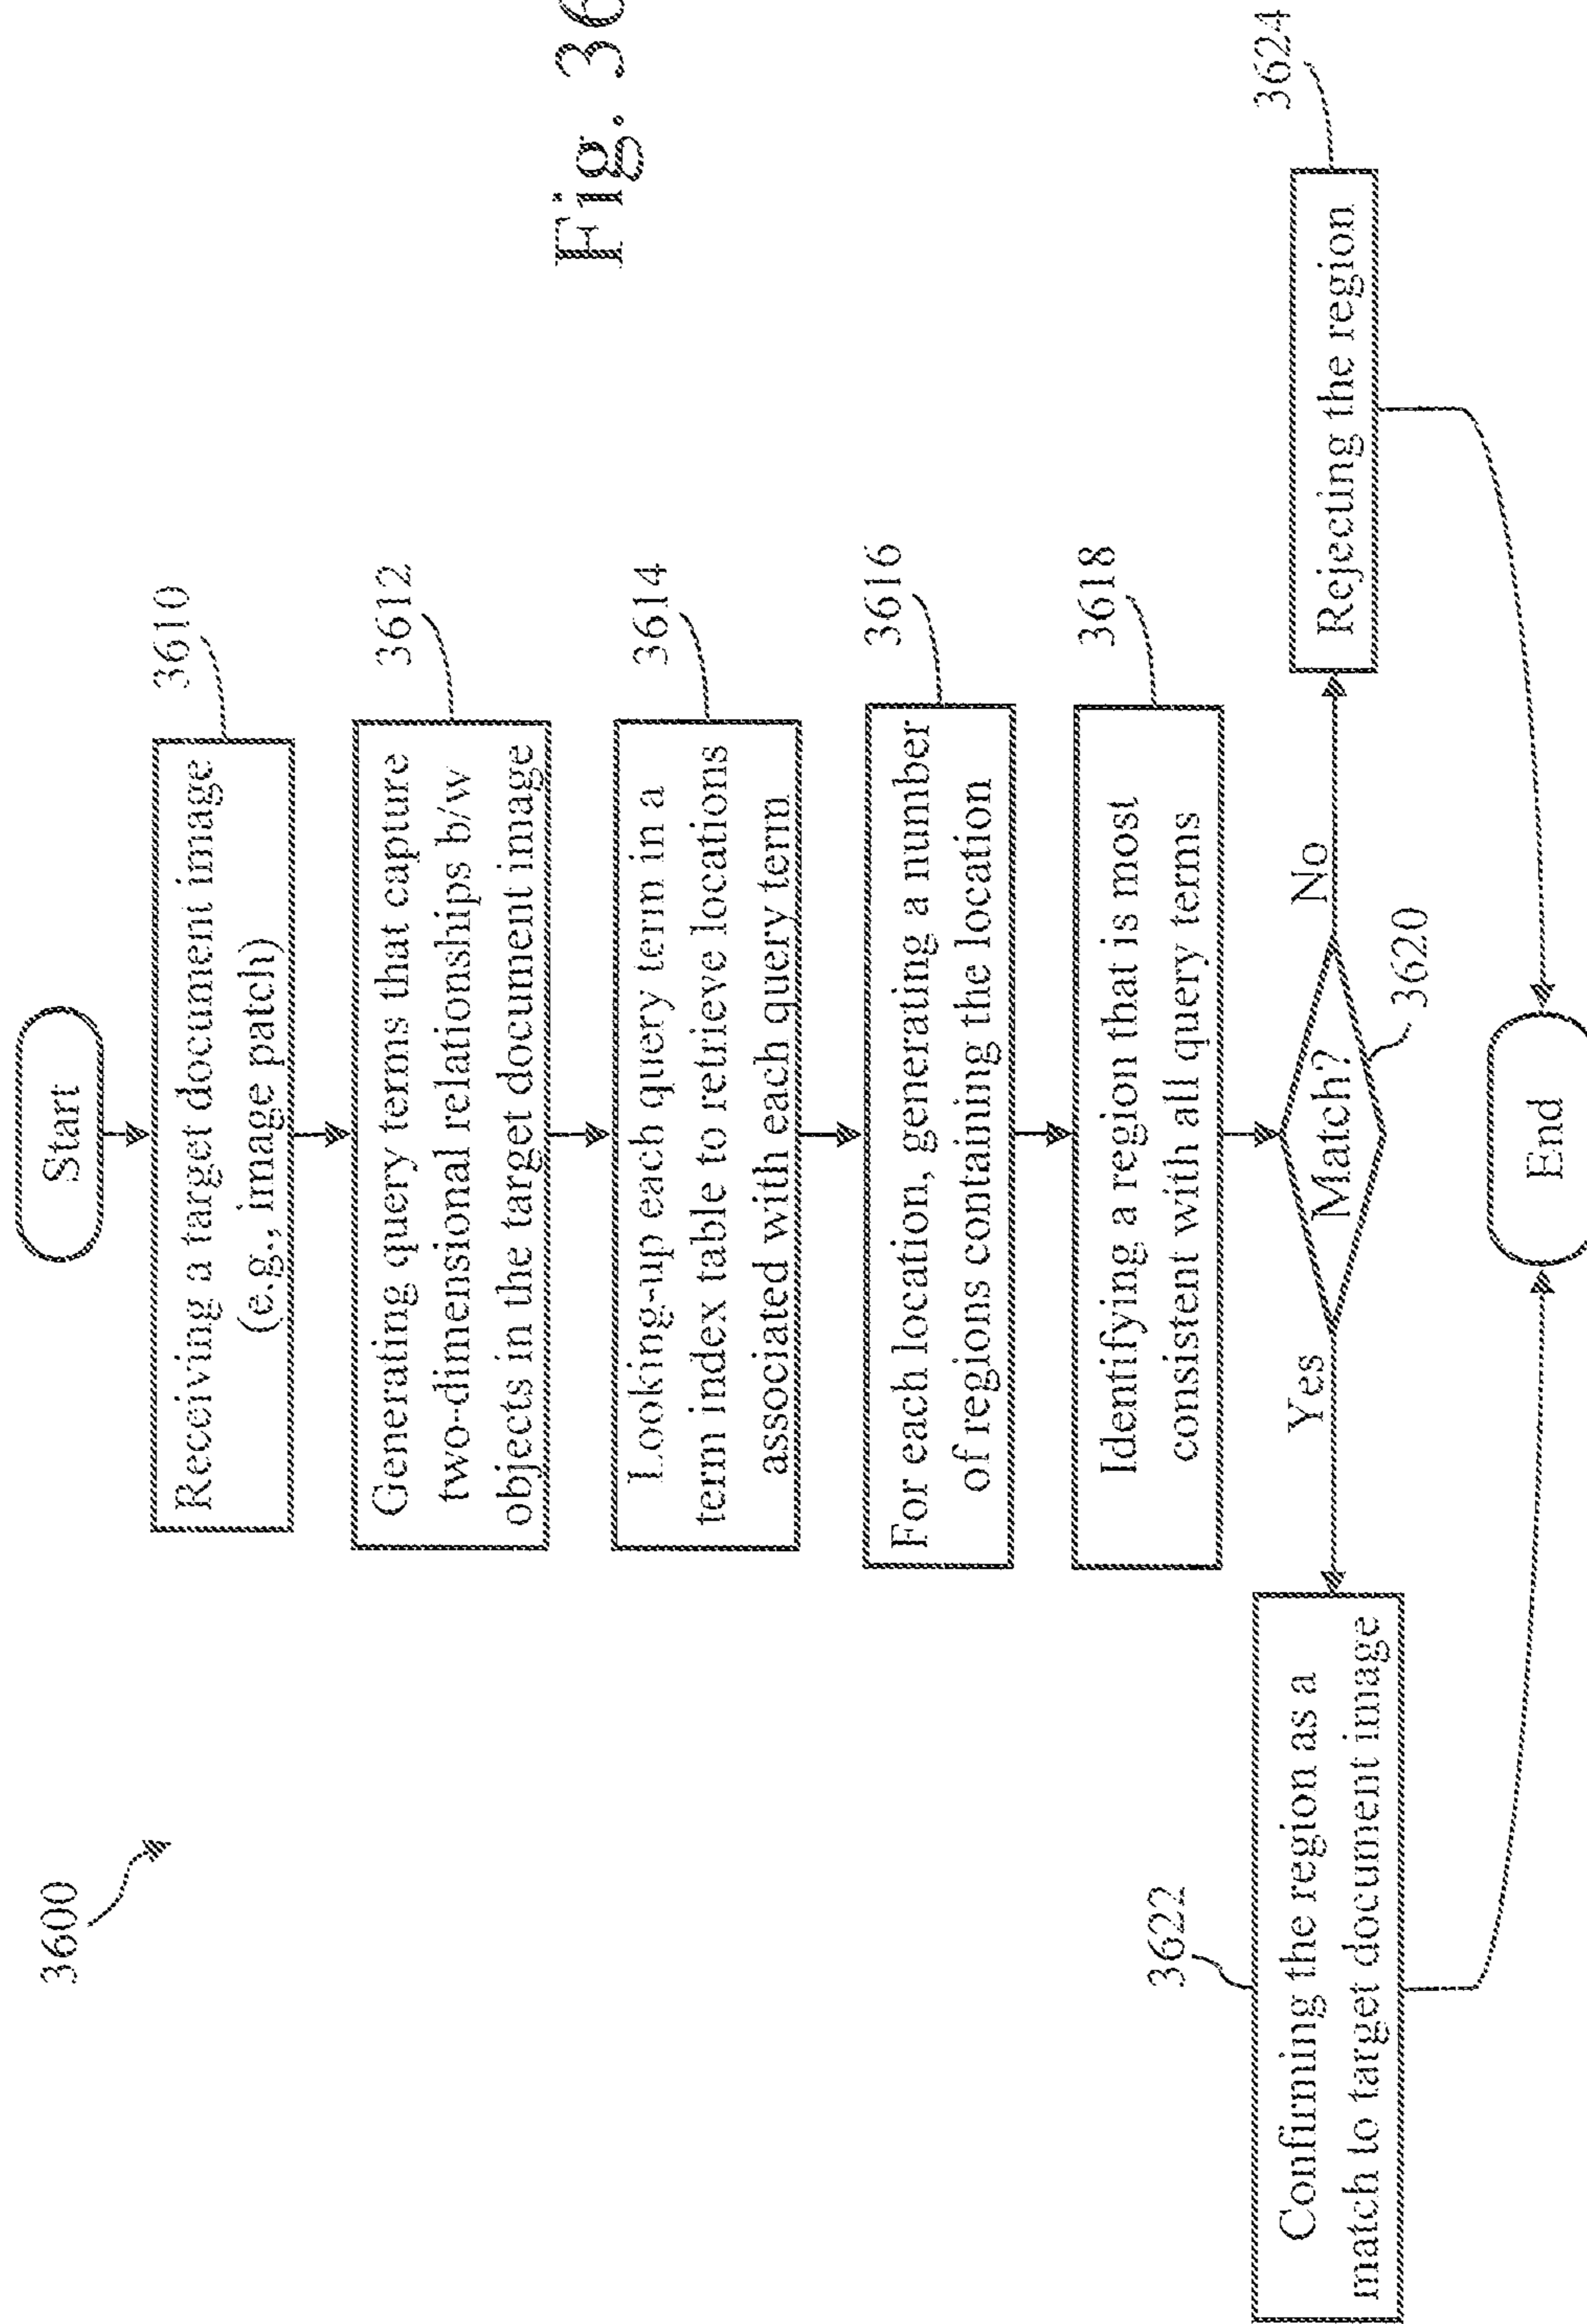 3600
Start
3610
Receiving a target document image
(e.g., image patch)
3612
Generating query terms that capture
two-dimensional relationships b/w
objects in the target document image
3614
Looking-up each query term in a
term index table to retrieve locations
associated with each query term
3616
For each location, generating a number
of regions containing the location
3618
Identifying a region that is most
consistent with all query terms
Match?
3620
Yes
No
3622
Confirming the region as a
match to target document image
3624
Rejecting the region
End
Fig. 36